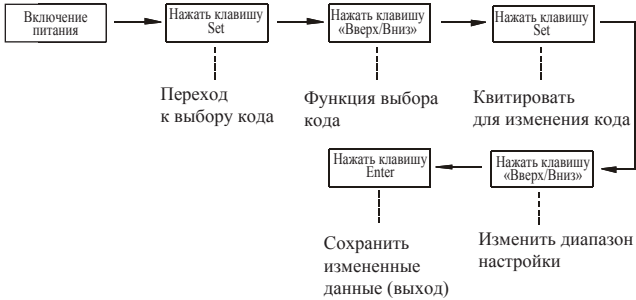 Включение
питания
Нажать клавишу
Set
Нажать клавишу
«Вверх/Вниз»
Нажать клавишу
Set
Переход
к выбору кода
Функция выбора
кода
Квитировать
для изменения кода
Нажать клавишу
Enter
Нажать клавишу
«Вверх/Вниз»
Сохранить
измененные
данные (выход)
Изменить диапазон
настройки